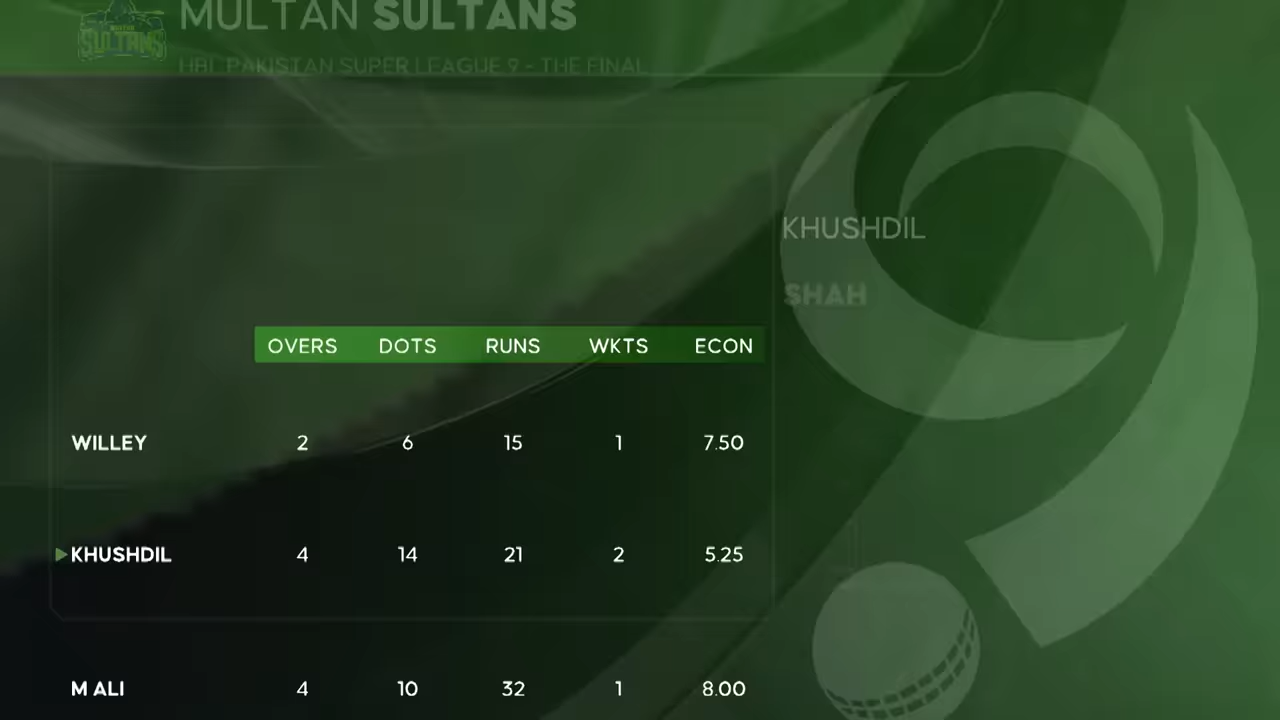 MULTAN SULTANS
SULTANS
HBL PAKISTAN SUPER LEAGUE 9 - THE FINAL
KHUSHDIL
SHAH
OVERS DOTS RUNS WKTS ECON
WILLEY 2 6 15 1 7.50
KHUSHDIL 4 14 21 2 5.25
M ALI 4 10 32 1 8.00